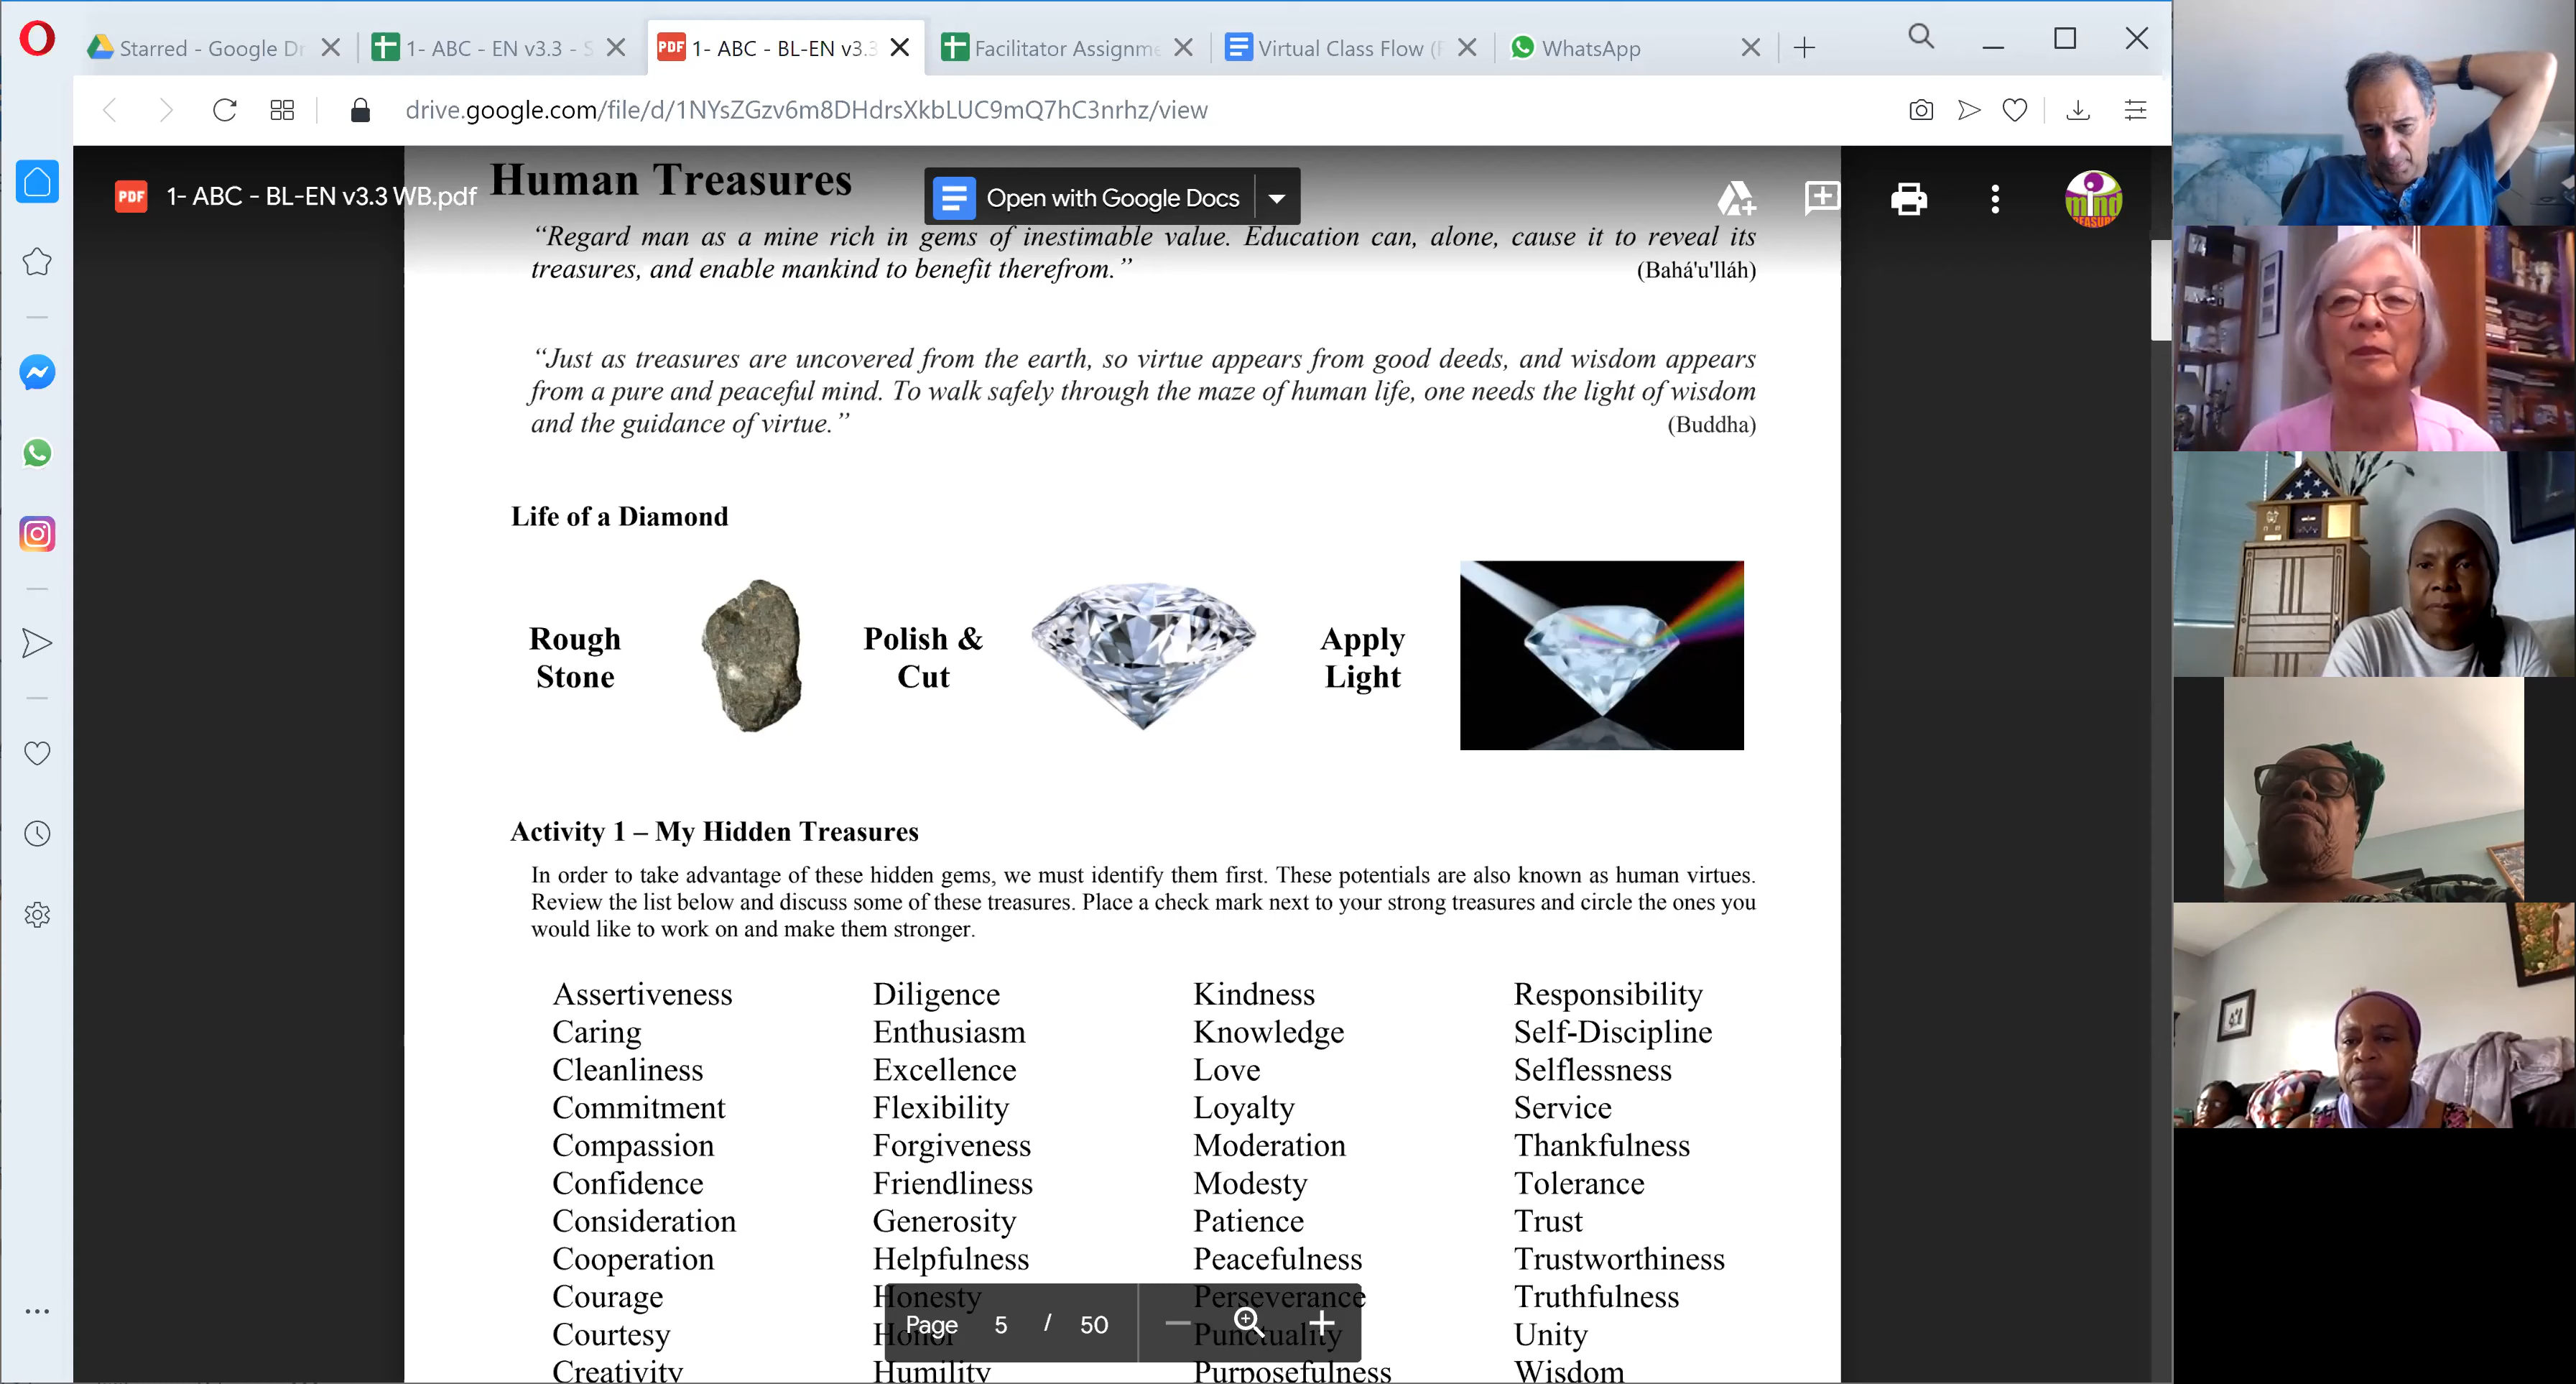 Starred - Google Dr
1- ABC - EN v3.3 - S
PDF 1- ABC - BL-EN v3.3
Facilitator Assignme
Virtual Class Flow (F
WhatsApp
drive.google.com/file/d/1NYsZGzv6m8DHdrsXkbLUC9mQ7hC3nrhz/view
PDF 1- ABC - BL-EN v3.3 WB.pdf
Human Treasures
Open with Google Docs
mind
TREASURE
“Regard man as a mine rich in gems of inestimable value. Education can, alone, cause it to reveal its
treasures, and enable mankind to benefit therefrom.” (Bahá'u'lláh)
“Just as treasures are uncovered from the earth, so virtue appears from good deeds, and wisdom appears
from a pure and peaceful mind. To walk safely through the maze of human life, one needs the light of wisdom
and the guidance of virtue.” (Buddha)
Life of a Diamond
Rough
Stone
Polish &
Cut
Apply
Light
Activity 1 – My Hidden Treasures
In order to take advantage of these hidden gems, we must identify them first. These potentials are also known as human virtues.
Review the list below and discuss some of these treasures. Place a check mark next to your strong treasures and circle the ones you
would like to work on and make them stronger.
Assertiveness Diligence Kindness Responsibility
Caring Enthusiasm Knowledge Self-Discipline
Cleanliness Excellence Love Selflessness
Commitment Flexibility Loyalty Service
Compassion Forgiveness Moderation Thankfulness
Confidence Friendliness Modesty Tolerance
Consideration Generosity Patience Trust
Cooperation Helpfulness Peacefulness Trustworthiness
Courage Honesty Perseverance Truthfulness
Courtesy Honor Punctuality Unity
Creativity Humility Purposefulness Wisdom
Page 5 / 50